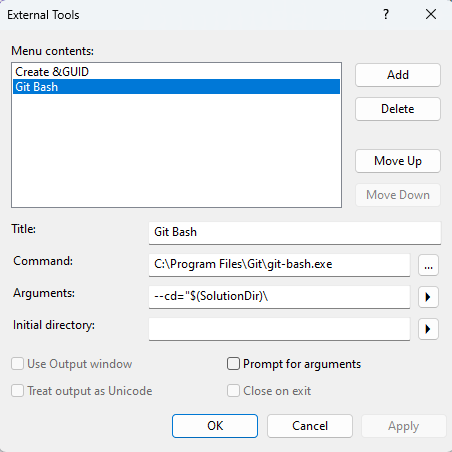 External Tools
?
Menu contents:
Create &GUID
Git Bash
Add
Delete
Move Up
Move Down
Title:
Git Bash
Command:
C:\Program Files\Git\git-bash.exe
...
Arguments:
--cd="$(SolutionDir)\
Initial directory:
Use Output window
Prompt for arguments
Treat output as Unicode
Close on exit
OK
Cancel
Apply